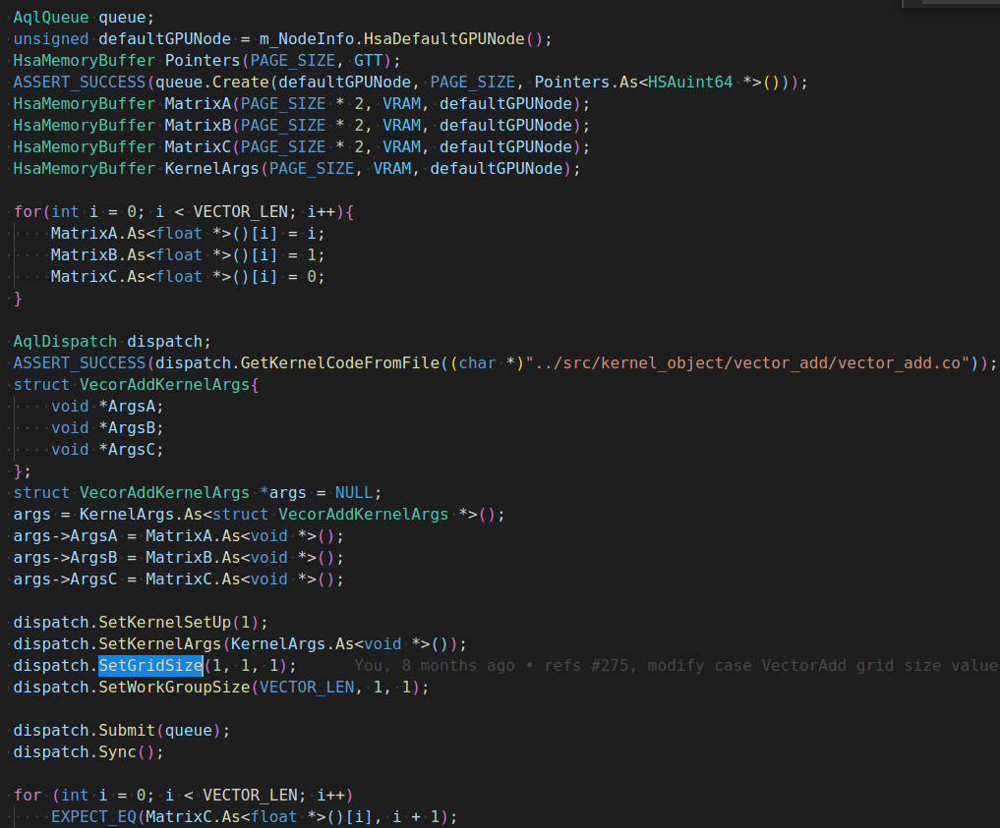 AqlQueue queue;
unsigned defaultGPUNode = m_NodeInfo.HsaDefaultGPUNode();
HsaMemoryBuffer Pointers(PAGE_SIZE, GTT);
ASSERT_SUCCESS(queue.Create(defaultGPUNode, PAGE_SIZE, Pointers.As<HSAuint64 *>()));
HsaMemoryBuffer MatrixA(PAGE_SIZE * 2, VRAM, defaultGPUNode);
HsaMemoryBuffer MatrixB(PAGE_SIZE * 2, VRAM, defaultGPUNode);
HsaMemoryBuffer MatrixC(PAGE_SIZE * 2, VRAM, defaultGPUNode);
HsaMemoryBuffer KernelArgs(PAGE_SIZE, VRAM, defaultGPUNode);
for(int i = 0; i < VECTOR_LEN; i++){
MatrixA.As<float *>()[i] = i;
MatrixB.As<float *>()[i] = 1;
MatrixC.As<float *>()[i] = 0;
}
AqlDispatch dispatch;
ASSERT_SUCCESS(dispatch.GetKernelCodeFromFile((char *)"../src/kernel_object/vector_add/vector_add.co"));
struct VecorAddKernelArgs{
void *ArgsA;
void *ArgsB;
void *ArgsC;
};
struct VecorAddKernelArgs *args = NULL;
args = KernelArgs.As<struct VecorAddKernelArgs *>();
args->ArgsA = MatrixA.As<void *>();
args->ArgsB = MatrixB.As<void *>();
args->ArgsC = MatrixC.As<void *>();
dispatch.SetKernelSetUp(1);
dispatch.SetKernelArgs(KernelArgs.As<void *>());
dispatch.SetGridSize(1, 1, 1); You, 8 months ago • refs #275, modify case VectorAdd grid size value
dispatch.SetWorkGroupSize(VECTOR_LEN, 1, 1);
dispatch.Submit(queue);
dispatch.Sync();
for (int i = 0; i < VECTOR_LEN; i++)
EXPECT_EQ(MatrixC.As<float *>()[i], i + 1);